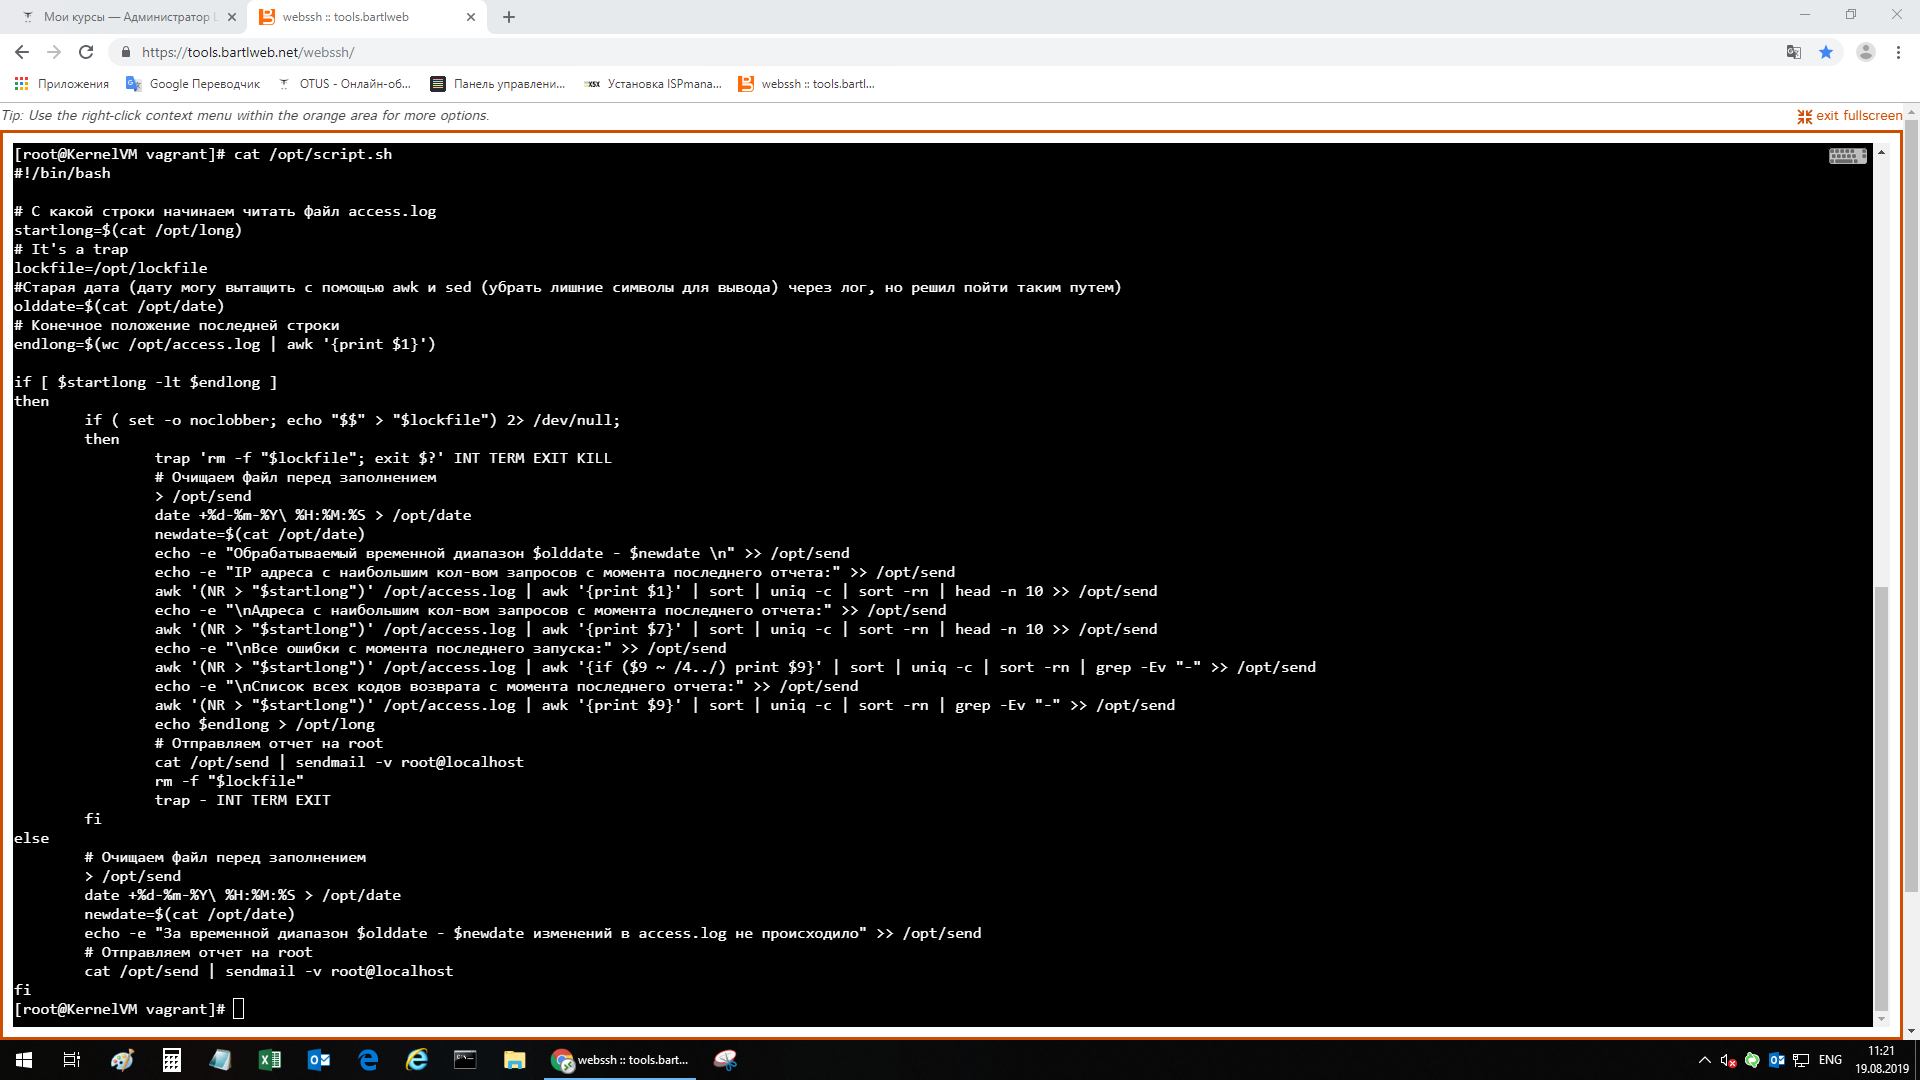 Мои курсы — Администратор L
webssh :: tools.bartlweb
https://tools.bartlweb.net/webssh/
Приложения
Google Переводчик
OTUS - Онлайн-об...
Панель управлени...
Установка ISPmana...
webssh :: tools.bartl...
Tip: Use the right-click context menu within the orange area for more options.
exit fullscreen
[root@KernelVM vagrant]# cat /opt/script.sh
#!/bin/bash
# С какой строки начинаем читать файл access.log
startlong=$(cat /opt/long)
# It's a trap
lockfile=/opt/lockfile
#Старая дата (дату могу вытащить с помощью awk и sed (убрать лишние символы для вывода) через лог, но решил пойти таким путем)
olddate=$(cat /opt/date)
# Конечное положение последней строки
endlong=$(wc /opt/access.log | awk '{print $1}')
if [ $startlong -lt $endlong ]
then
        if ( set -o noclobber; echo "$$" > "$lockfile") 2> /dev/null;
        then
                trap 'rm -f "$lockfile"; exit $?' INT TERM EXIT KILL
                # Очищаем файл перед заполнением
                > /opt/send
                date +%d-%m-%Y\ %H:%M:%S > /opt/date
                newdate=$(cat /opt/date)
                echo -e "Обрабатываемый временной диапазон $olddate - $newdate \n" >> /opt/send
                echo -e "IP адреса с наибольшим кол-вом запросов с момента последнего отчета:" >> /opt/send
                awk '(NR > "$startlong")' /opt/access.log | awk '{print $1}' | sort | uniq -c | sort -rn | head -n 10 >> /opt/send
                echo -e "\nАдреса с наибольшим кол-вом запросов с момента последнего отчета:" >> /opt/send
                awk '(NR > "$startlong")' /opt/access.log | awk '{print $7}' | sort | uniq -c | sort -rn | head -n 10 >> /opt/send
                echo -e "\nВсе ошибки с момента последнего запуска:" >> /opt/send
                awk '(NR > "$startlong")' /opt/access.log | awk '{if ($9 ~ /4../) print $9}' | sort | uniq -c | sort -rn | grep -Ev "-" >> /opt/send
                echo -e "\nСписок всех кодов возврата с момента последнего отчета:" >> /opt/send
                awk '(NR > "$startlong")' /opt/access.log | awk '{print $9}' | sort | uniq -c | sort -rn | grep -Ev "-" >> /opt/send
                echo $endlong > /opt/long
                # Отправляем отчет на root
                cat /opt/send | sendmail -v root@localhost
                rm -f "$lockfile"
                trap - INT TERM EXIT
        fi
else
        # Очищаем файл перед заполнением
        > /opt/send
        date +%d-%m-%Y\ %H:%M:%S > /opt/date
        newdate=$(cat /opt/date)
        echo -e "За временной диапазон $olddate - $newdate изменений в access.log не происходило" >> /opt/send
        # Отправляем отчет на root
        cat /opt/send | sendmail -v root@localhost
fi
[root@KernelVM vagrant]#
webssh :: tools.bart...
ENG
11:21
19.08.2019